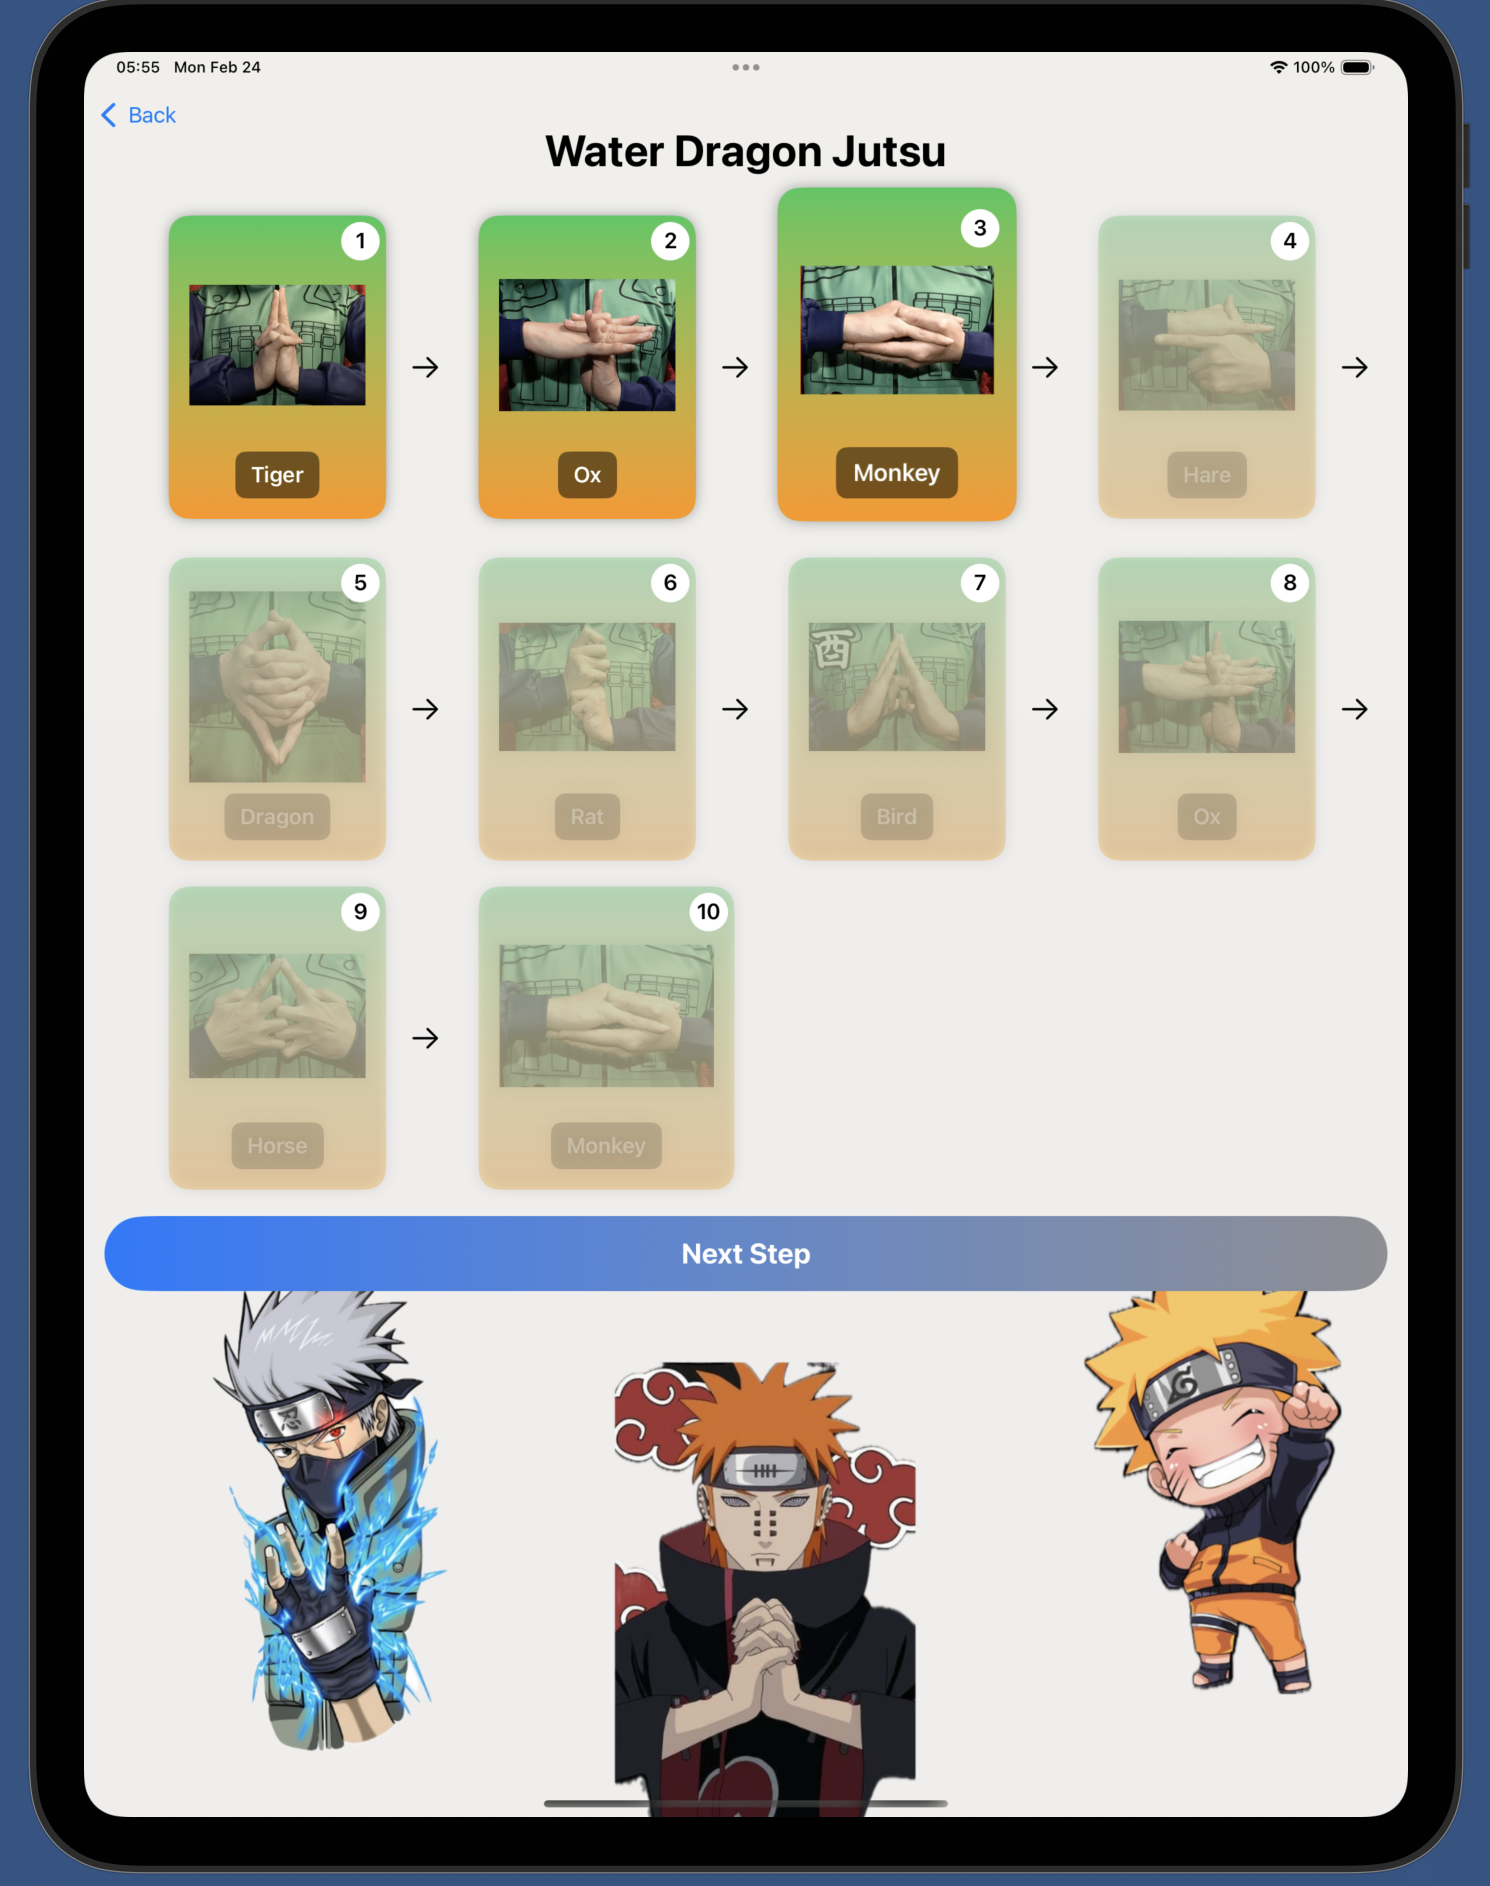 05:55 Mon Feb 24
100%
Back
Water Dragon Jutsu
1
2
3
4
Tiger
Ox
Monkey
Hare
5
6
7
8
酉
Dragon
Rat
Bird
Ox
9
10
Horse
Monkey
Next Step
忍